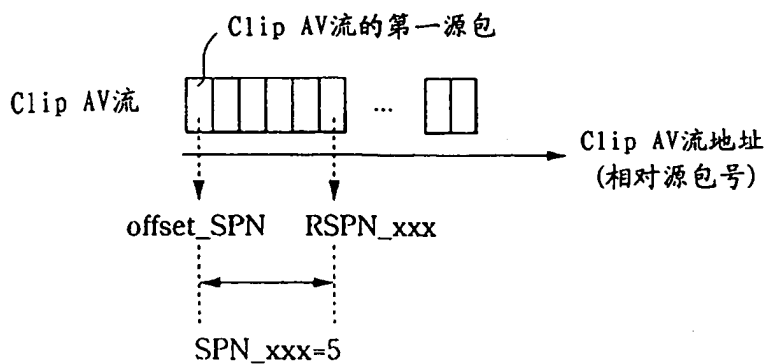 Clip AV流的第一源包
Clip AV流
...
Clip AV流地址
(相对源包号)
offset_SPN
RSPN_xxx
SPN_xxx=5